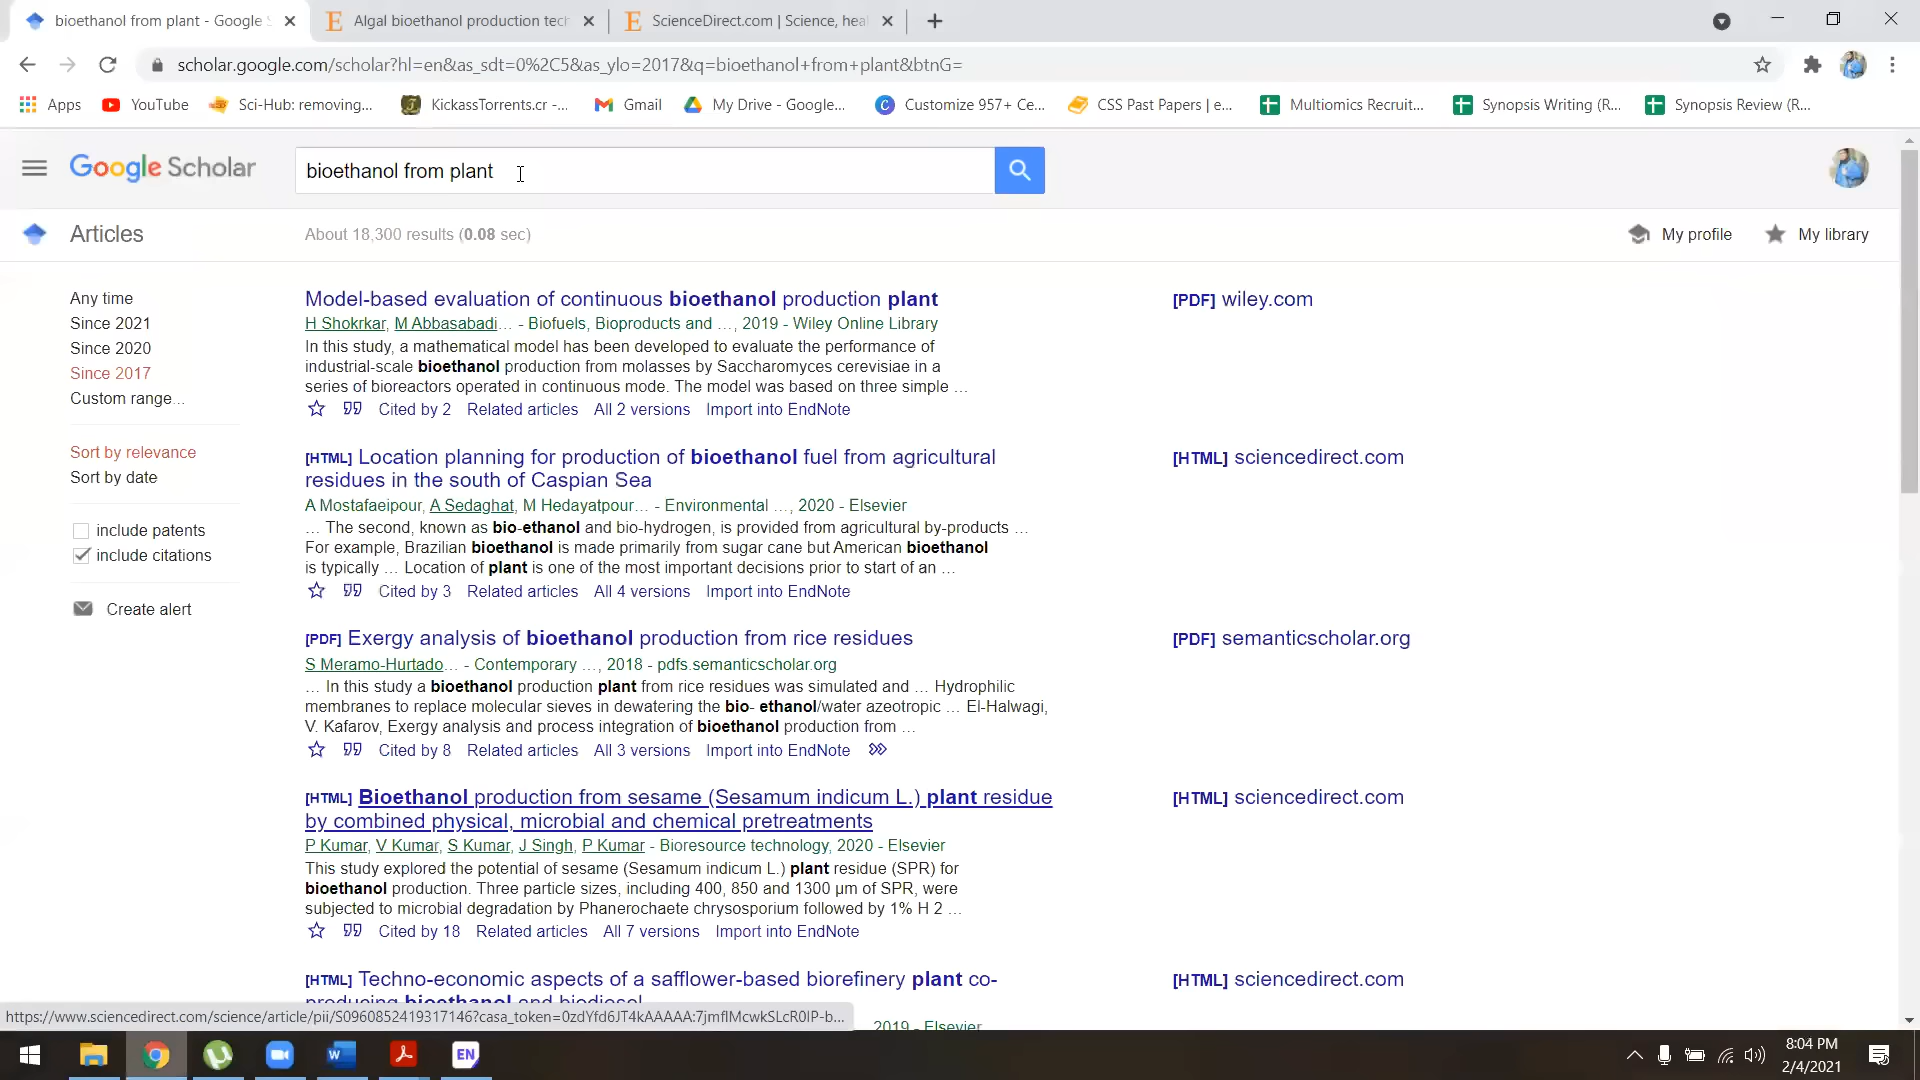 bioethanol from plant - Google S
Algal bioethanol production tech
ScienceDirect.com | Science, heal
scholar.google.com/scholar?hl=en&as_sdt=0%2C5&as_ylo=2017&q=bioethanol+from+plant&btnG=
Apps
YouTube
Sci-Hub: removing...
KickassTorrents.cr -...
Gmail
My Drive - Google...
Customize 957+ Ce...
CSS Past Papers | e...
Multiomics Recruit...
Synopsis Writing (R...
Synopsis Review (R...
Google Scholar
bioethanol from plant
Articles
About 18,300 results (0.08 sec)
My profile
My library
Any time
Since 2021
Since 2020
Since 2017
Custom range...
Sort by relevance
Sort by date
include patents
include citations
Create alert
Model-based evaluation of continuous bioethanol production plant
H Shokrkar, M Abbasabadi… - Biofuels, Bioproducts and …, 2019 - Wiley Online Library
In this study, a mathematical model has been developed to evaluate the performance of
industrial-scale bioethanol production from molasses by Saccharomyces cerevisiae in a
series of bioreactors operated in continuous mode. The model was based on three simple …
Cited by 2 Related articles All 2 versions Import into EndNote
[PDF] wiley.com
[HTML] Location planning for production of bioethanol fuel from agricultural
residues in the south of Caspian Sea
A Mostafaeipour, A Sedaghat, M Hedayatpour… - Environmental …, 2020 - Elsevier
… The second, known as bio-ethanol and bio-hydrogen, is provided from agricultural by-products …
For example, Brazilian bioethanol is made primarily from sugar cane but American bioethanol
is typically … Location of plant is one of the most important decisions prior to start of an …
Cited by 3 Related articles All 4 versions Import into EndNote
[HTML] sciencedirect.com
[PDF] Exergy analysis of bioethanol production from rice residues
S Meramo-Hurtado… - Contemporary …, 2018 - pdfs.semanticscholar.org
… In this study a bioethanol production plant from rice residues was simulated and … Hydrophilic
membranes to replace molecular sieves in dewatering the bio- ethanol/water azeotropic … El-Halwagi,
V. Kafarov, Exergy analysis and process integration of bioethanol production from …
Cited by 8 Related articles All 3 versions Import into EndNote
[PDF] semanticscholar.org
[HTML] Bioethanol production from sesame (Sesamum indicum L.) plant residue
by combined physical, microbial and chemical pretreatments
P Kumar, V Kumar, S Kumar, J Singh, P Kumar - Bioresource technology, 2020 - Elsevier
This study explored the potential of sesame (Sesamum indicum L.) plant residue (SPR) for
bioethanol production. Three particle sizes, including 400, 850 and 1300 μm of SPR, were
subjected to microbial degradation by Phanerochaete chrysosporium followed by 1% H 2 …
Cited by 18 Related articles All 7 versions Import into EndNote
[HTML] sciencedirect.com
[HTML] Techno-economic aspects of a safflower-based biorefinery plant co-
producing bioethanol and biodiesel
2019 - Elsevier
[HTML] sciencedirect.com
https://www.sciencedirect.com/science/article/pii/S0960852419317146?casa_token=0zdYfd6JT4kAAAAA:7jmflMcwkSLcR0IP-b...
EN
8:04 PM
2/4/2021